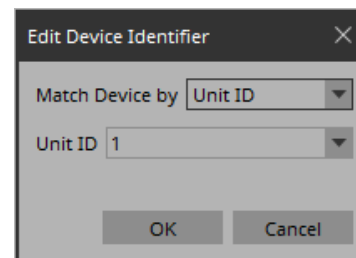 Edit Device Identifier
Match Device by Unit ID
Unit ID 1
OK Cancel